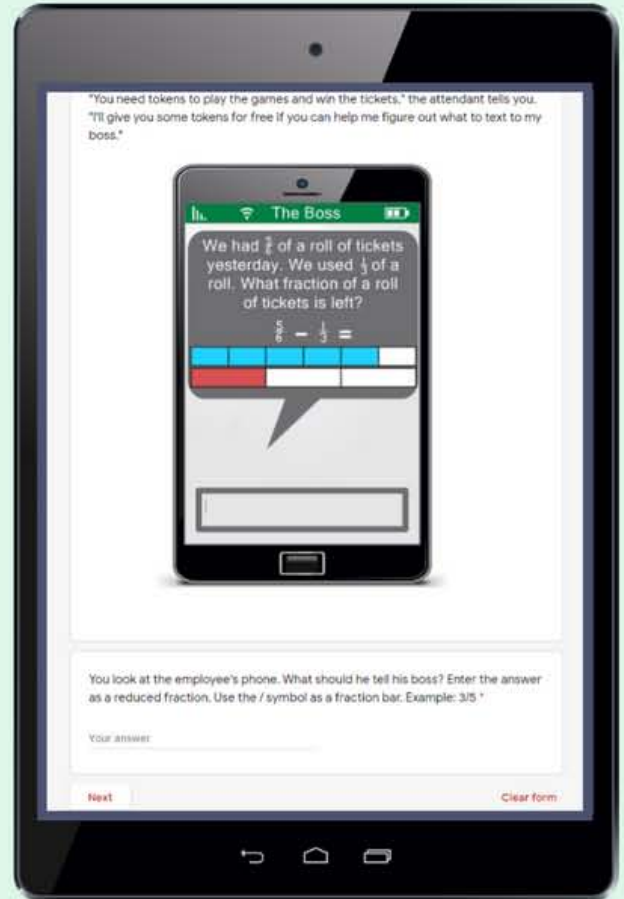 "You need tokens to play the games and win the tickets," the attendant tells you.
"I'll give you some tokens for free if you can help me figure out what to text to my
boss."
The Boss
We had 5/6 of a roll of tickets
yesterday. We used 1/3 of a
roll. What fraction of a roll
of tickets is left?
5/6 - 1/3 =
You look at the employee's phone. What should he tell his boss? Enter the answer
as a reduced fraction. Use the / symbol as a fraction bar. Example: 3/5 *
Your answer
Next
Clear form